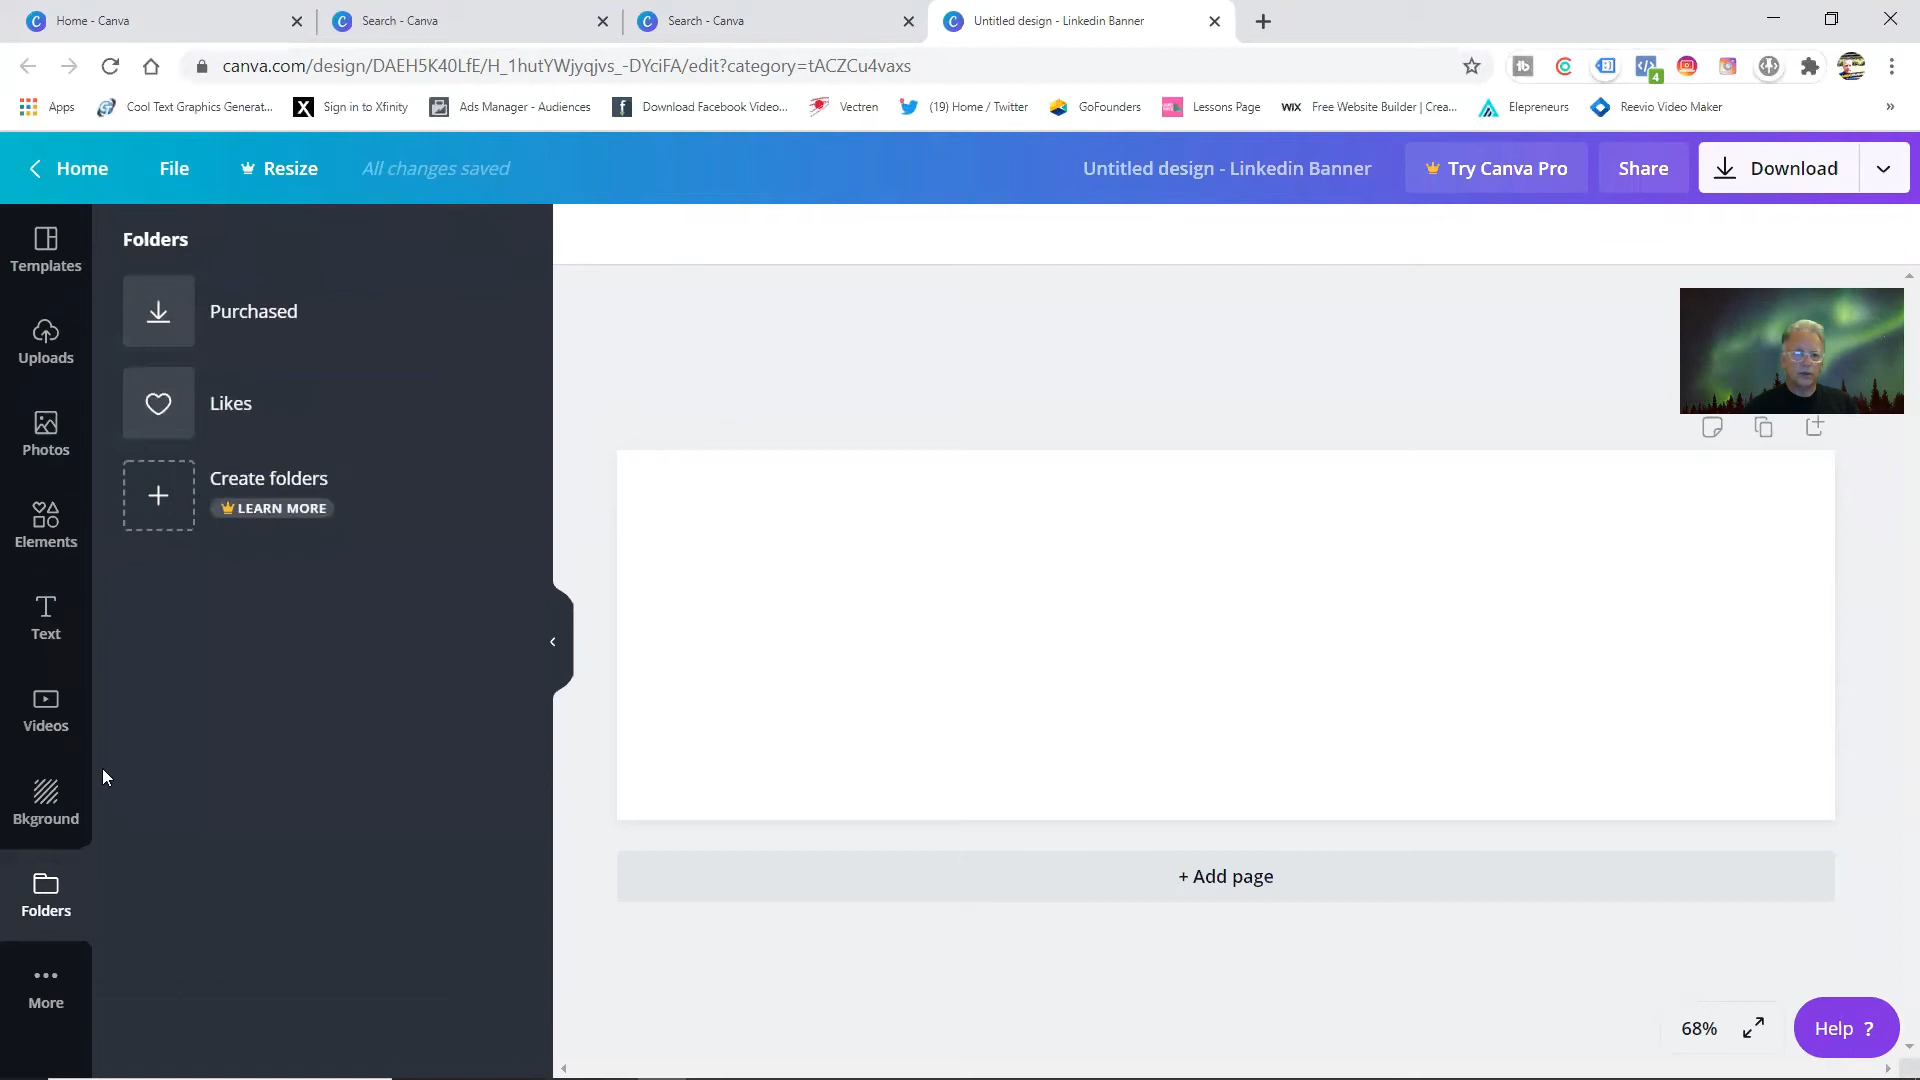 Home - Canva
Search - Canva
Search - Canva
Untitled design - Linkedin Banner
canva.com/design/DAEH5K40LfE/H_1hutYWjyqjvs_-DYciFA/edit?category=tACZCu4vaxs
4
Apps
Cool Text Graphics Generat...
Sign in to Xfinity
Ads Manager - Audiences
Download Facebook Video...
Vectren
(19) Home / Twitter
GoFounders
Lessons Page
WIX
Free Website Builder | Crea...
Elepreneurs
Reevio Video Maker
»
Home
File
Resize
All changes saved
Untitled design - Linkedin Banner
Try Canva Pro
Share
Download
Templates
Uploads
Photos
Elements
Text
Videos
Bkground
Folders
More
Folders
Purchased
Likes
Create folders
LEARN MORE
+ Add page
68%
Help ?